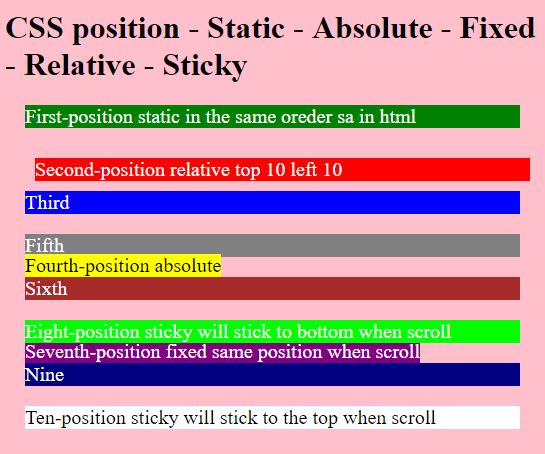 CSS position - Static - Absolute - Fixed
- Relative - Sticky
First-position static in the same oreder sa in html
Second-position relative top 10 left 10
Third
Fifth
Fourth-position absolute
Sixth
Eight-position sticky will stick to bottom when scroll
Seventh-position fixed same position when scroll
Nine
Ten-position sticky will stick to the top when scroll